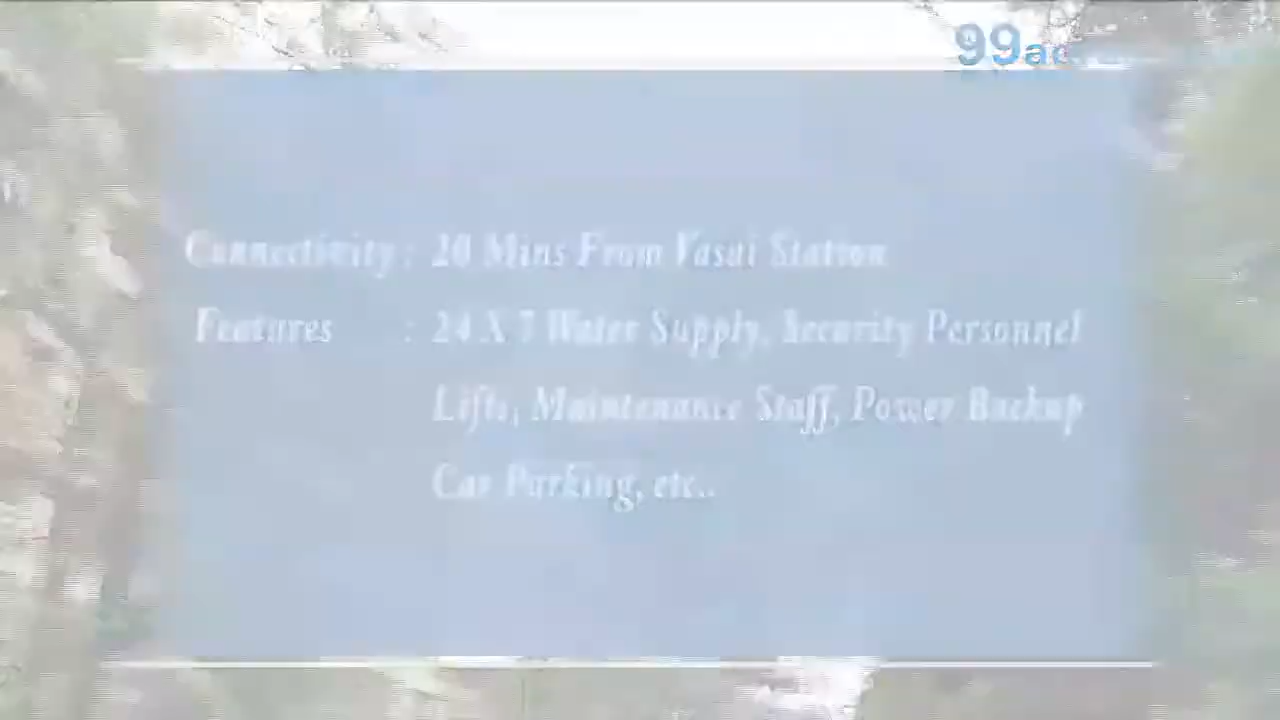 99acres
Connectivity : 20 Mins From Vasai Station
Features : 24 X 7 Water Supply, Security Personnel
Lifts, Maintenance Staff, Power Backup
Car Parking, etc..